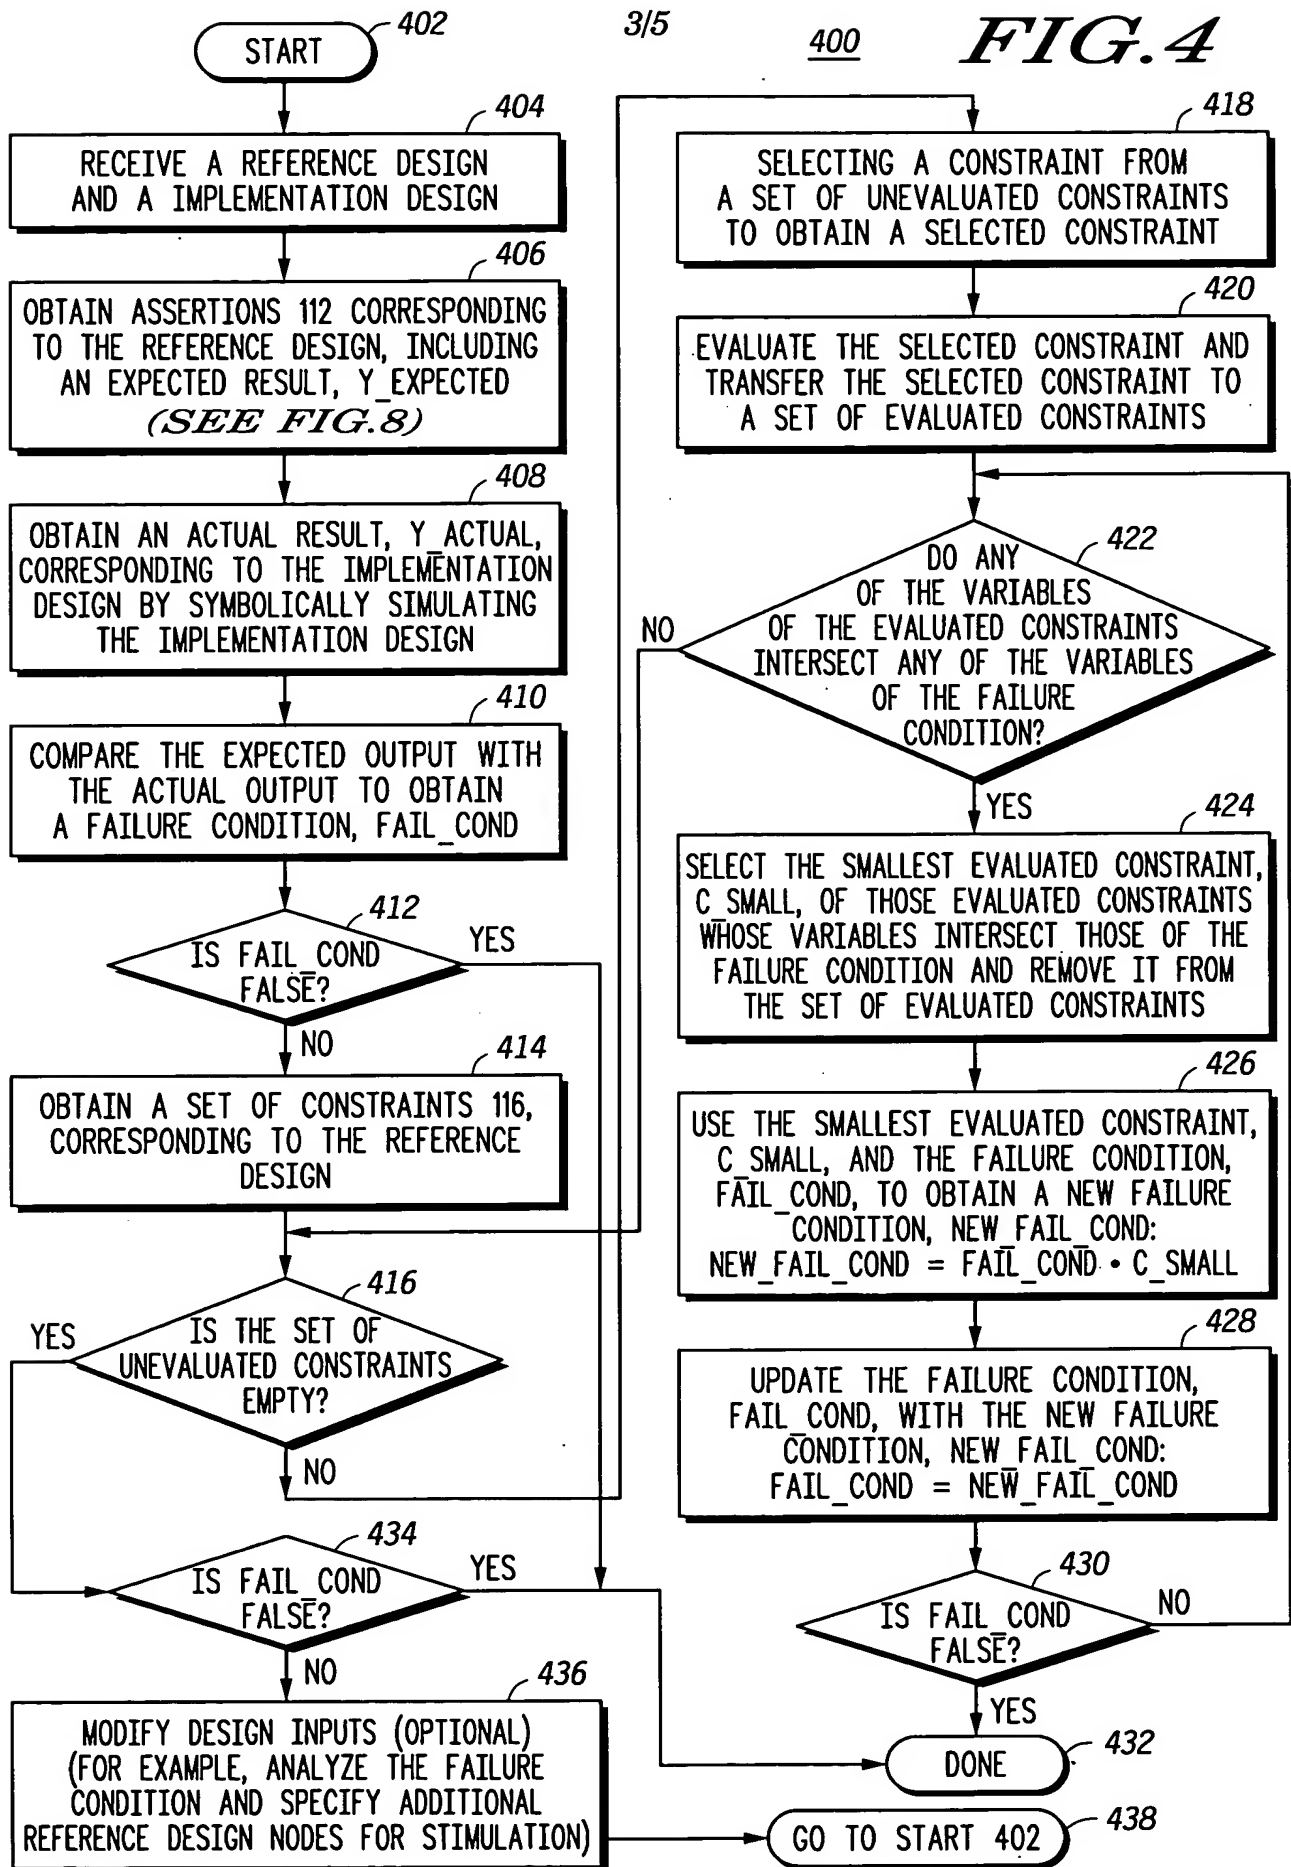 3/5
400
FIG.4
START
402
404
RECEIVE A REFERENCE DESIGN
AND A IMPLEMENTATION DESIGN
406
OBTAIN ASSERTIONS 112 CORRESPONDING
TO THE REFERENCE DESIGN, INCLUDING
AN EXPECTED RESULT, Y_EXPECTED
(SEE FIG.8)
408
OBTAIN AN ACTUAL RESULT, Y_ACTUAL,
CORRESPONDING TO THE IMPLEMENTATION
DESIGN BY SYMBOLICALLY SIMULATING
THE IMPLEMENTATION DESIGN
410
COMPARE THE EXPECTED OUTPUT WITH
THE ACTUAL OUTPUT TO OBTAIN
A FAILURE CONDITION, FAIL_COND
412
IS FAIL_COND
FALSE?
YES
NO
414
OBTAIN A SET OF CONSTRAINTS 116,
CORRESPONDING TO THE REFERENCE
DESIGN
416
IS THE SET OF
UNEVALUATED CONSTRAINTS
EMPTY?
YES
NO
434
IS FAIL_COND
FALSE?
YES
NO
436
MODIFY DESIGN INPUTS (OPTIONAL)
(FOR EXAMPLE, ANALYZE THE FAILURE
CONDITION AND SPECIFY ADDITIONAL
REFERENCE DESIGN NODES FOR STIMULATION)
418
SELECTING A CONSTRAINT FROM
A SET OF UNEVALUATED CONSTRAINTS
TO OBTAIN A SELECTED CONSTRAINT
420
EVALUATE THE SELECTED CONSTRAINT AND
TRANSFER THE SELECTED CONSTRAINT TO
A SET OF EVALUATED CONSTRAINTS
422
DO ANY
OF THE VARIABLES
OF THE EVALUATED CONSTRAINTS
INTERSECT ANY OF THE VARIABLES
OF THE FAILURE
CONDITION?
NO
YES
424
SELECT THE SMALLEST EVALUATED CONSTRAINT,
C_SMALL, OF THOSE EVALUATED CONSTRAINTS
WHOSE VARIABLES INTERSECT THOSE OF THE
FAILURE CONDITION AND REMOVE IT FROM
THE SET OF EVALUATED CONSTRAINTS
426
USE THE SMALLEST EVALUATED CONSTRAINT,
C_SMALL, AND THE FAILURE CONDITION,
FAIL_COND, TO OBTAIN A NEW FAILURE
CONDITION, NEW_FAIL_COND:
NEW_FAIL_COND = FAIL_COND • C_SMALL
428
UPDATE THE FAILURE CONDITION,
FAIL_COND, WITH THE NEW FAILURE
CONDITION, NEW_FAIL_COND:
FAIL_COND = NEW_FAIL_COND
430
IS FAIL_COND
FALSE?
NO
YES
DONE
432
GO TO START 402
438